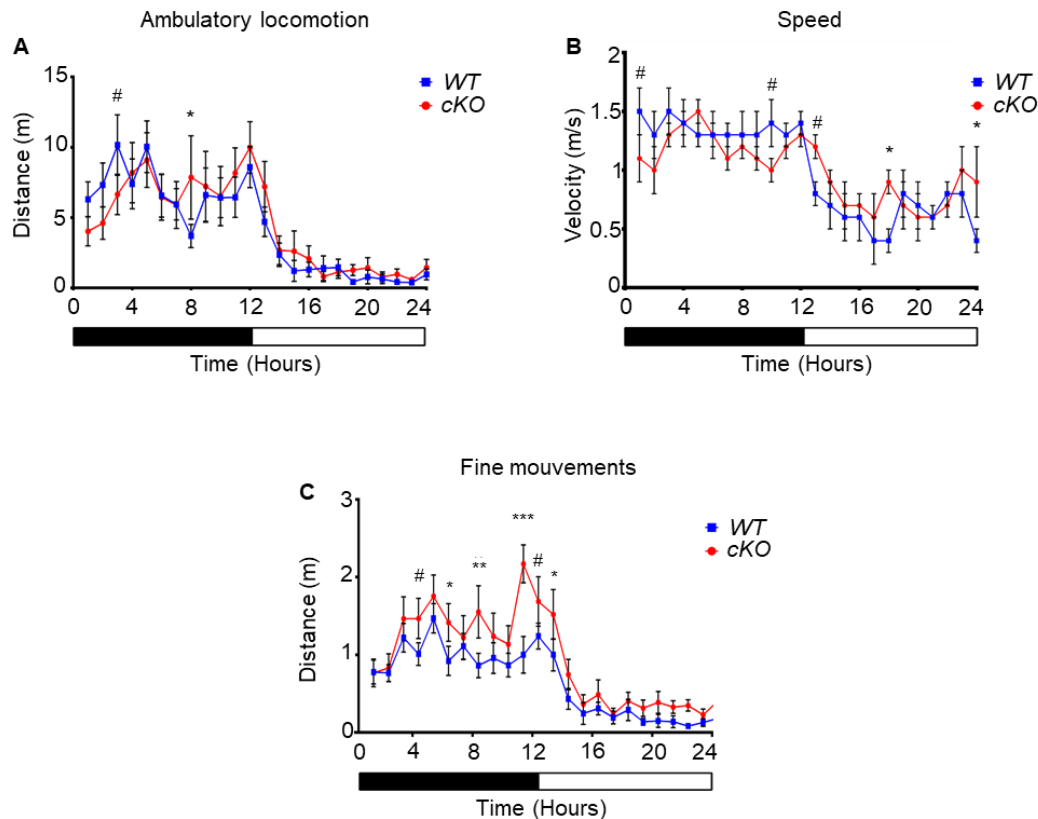 Ambulatory locomotion
A
15
10
5
0
Distance (m)
#
*
WT
cKO
0 4 8 12 16 20 24
Time (Hours)
Speed
B
2
1.5
1
0.5
0
Velocity (m/s)
#
#
#
*
*
WT
cKO
0 4 8 12 16 20 24
Time (Hours)
Fine mouvements
C
3
2
1
0
Distance (m)
#
*
**
***
#
*
WT
cKO
0 4 8 12 16 20 24
Time (Hours)